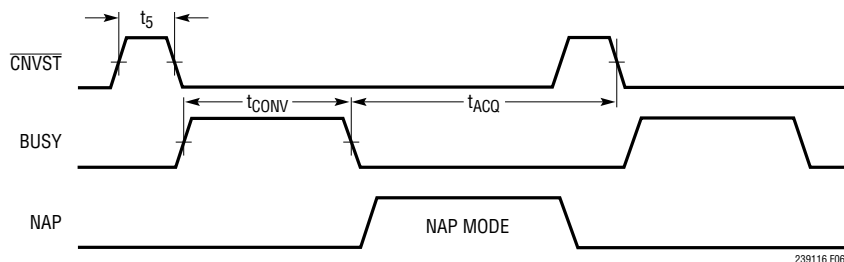 t5
CNVST
tCONV
tACQ
BUSY
NAP
NAP MODE
239116 F06